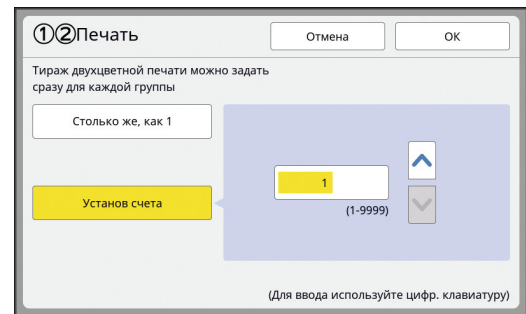 ①②Печать
Отмена
ОК
Тираж двухцветной печати можно задать
сразу для каждой группы
Столько же, как 1
Установ счета
1
(1-9999)
(Для ввода используйте цифр. клавиатуру)